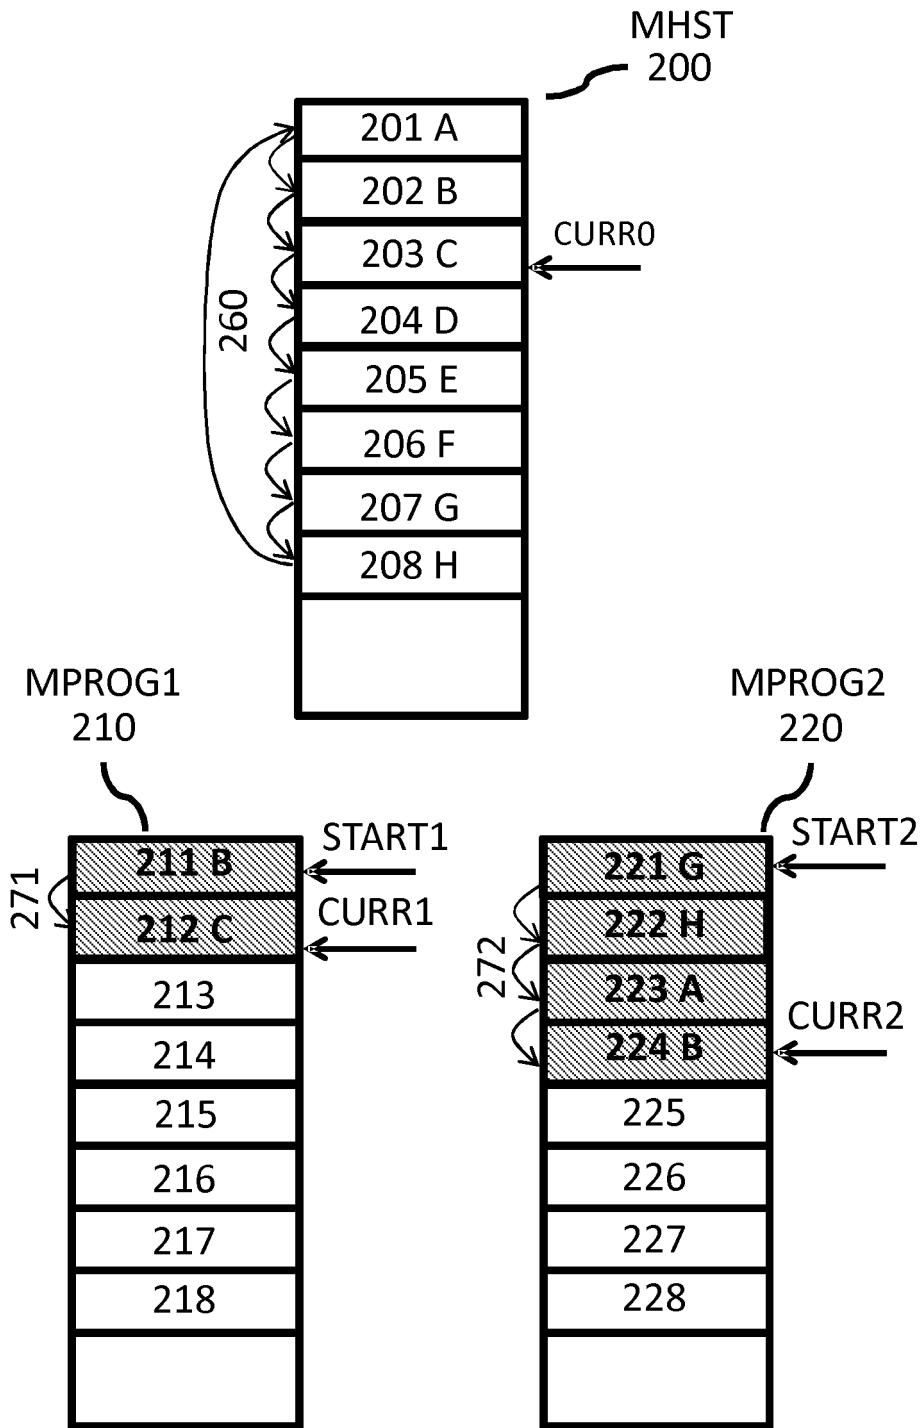 MHST
200
201 A
202 B
203 C
CURR0
260
204 D
205 E
206 F
207 G
208 H
MPROG1
210
START1
211 B
271
212 C
CURR1
213
214
215
216
217
218
MPROG2
220
START2
221 G
222 H
272
223 A
224 B
CURR2
225
226
227
228